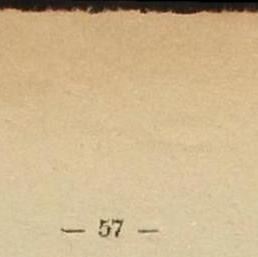 — 57 —